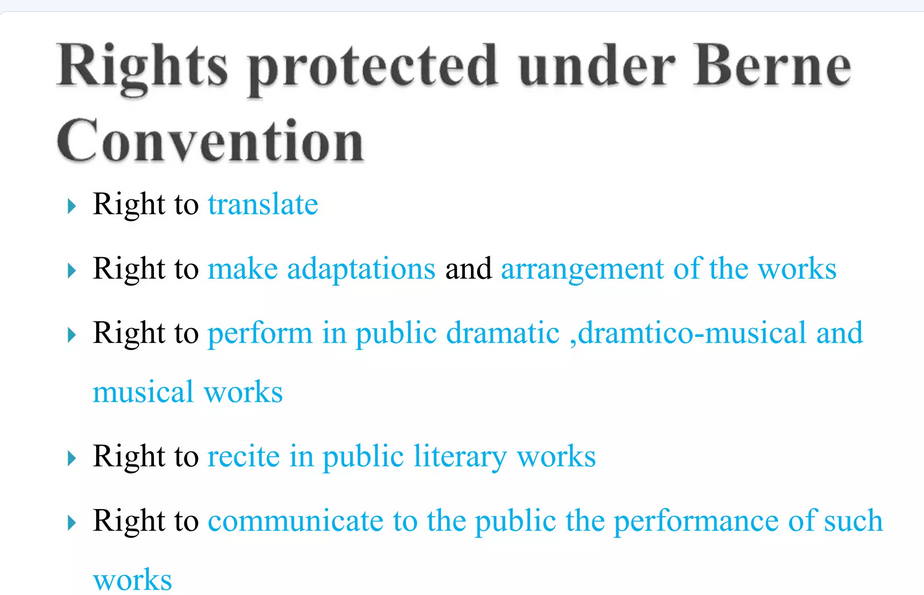 Rights protected under Berne
Convention
Right to translate
Right to make adaptations and arrangement of the works
Right to perform in public dramatic ,dramtico-musical and
musical works
Right to recite in public literary works
Right to communicate to the public the performance of such
works